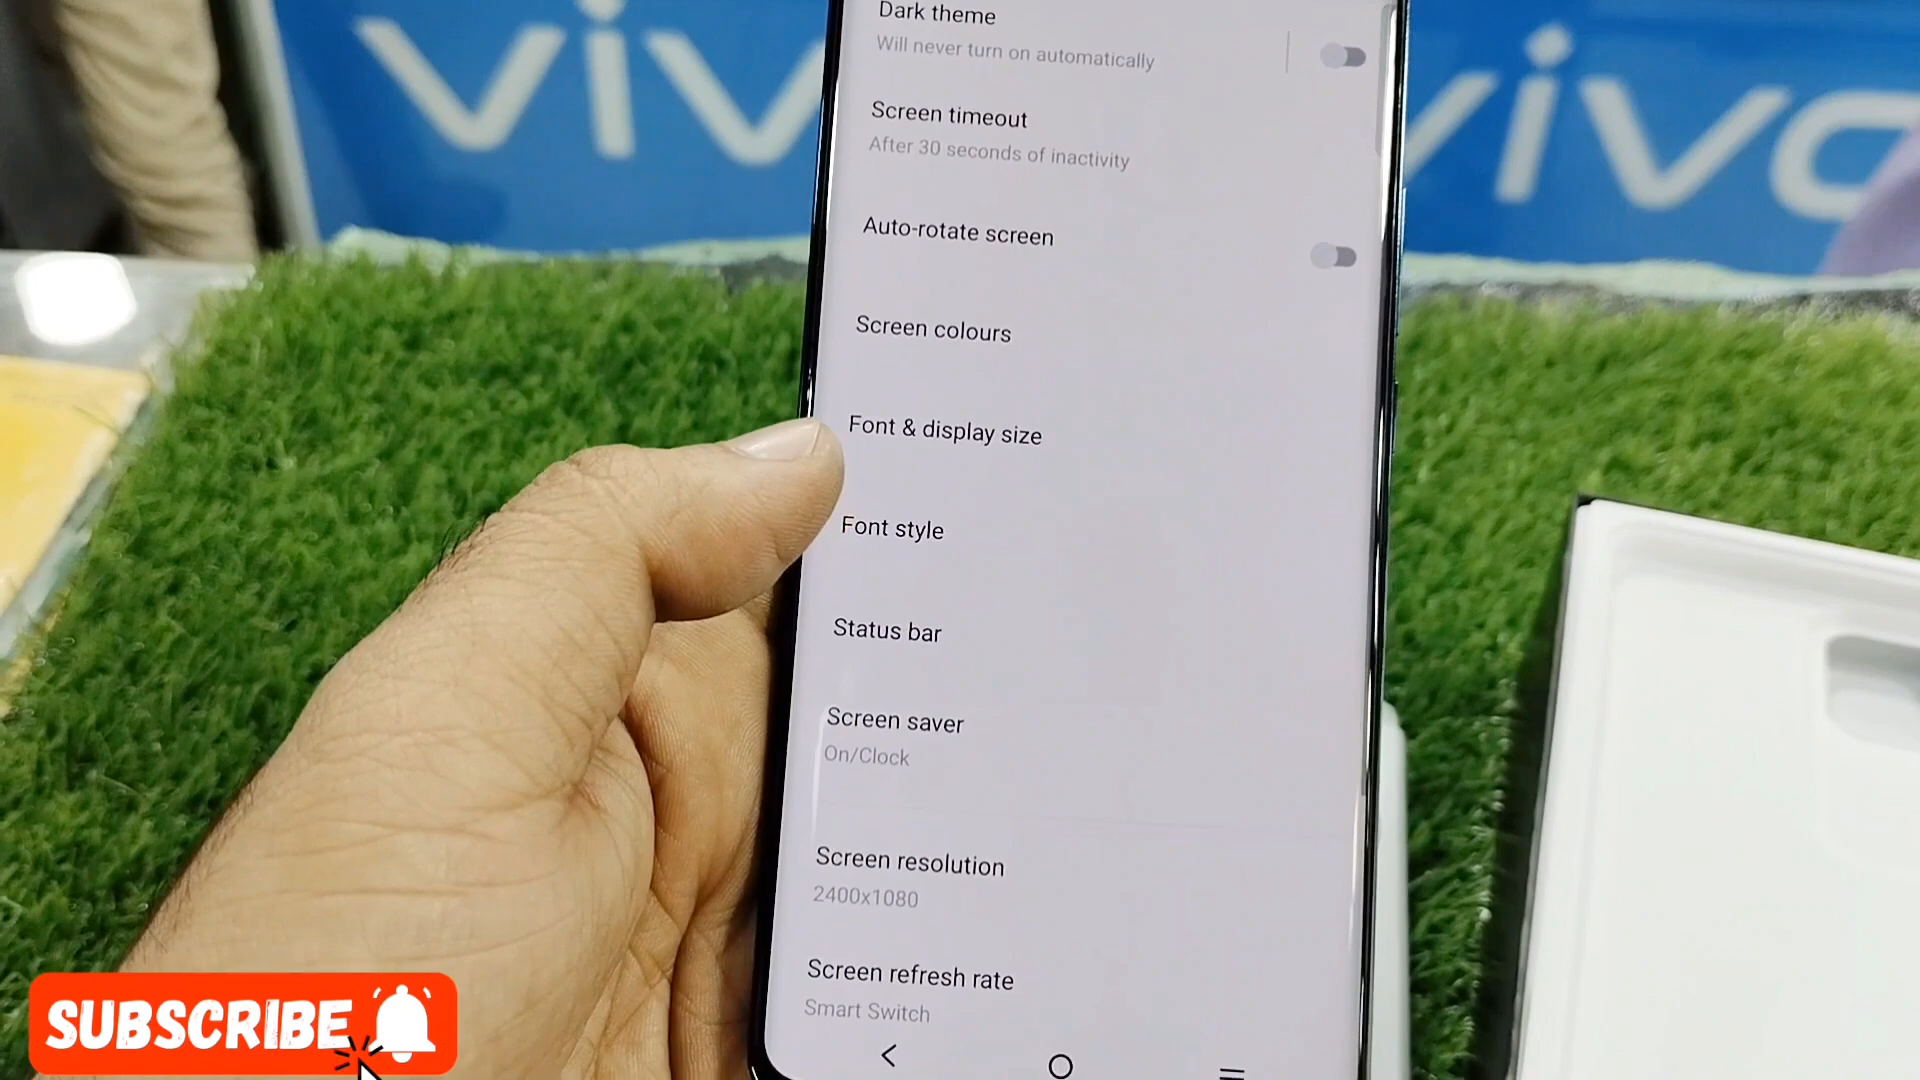 vivo
vivo
Dark theme
Will never turn on automatically
Screen timeout
After 30 seconds of inactivity
Auto-rotate screen
Screen colours
Font & display size
Font style
Status bar
Screen saver
On/Clock
Screen resolution
2400x1080
Screen refresh rate
Smart Switch
SUBSCRIBE